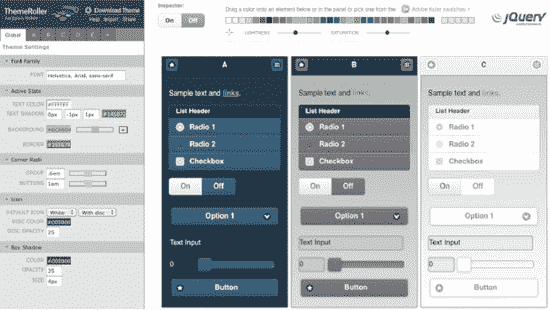 ThemeRoller
Download Theme
Help
Import
Share
Global
A
B
C
D
E
+
Theme Settings
Font Family
FONT
Helvetica, Arial, sans-serif
Active State
TEXT COLOR
#FFFFFF
TEXT SHADOW
0px
-1px
1px
BACKGROUND
BORDER
Corner Radii
GROUP
.6em
BUTTONS
1em
Icon
DEFAULT ICON
White
With disc
DISC COLOR
#000000
DISC OPACITY
25
Box Shadow
COLOR
#000000
OPACITY
SIZE
4px
Inspector:
On
Off
Drag a color onto an element below or in the panel or pick one from the
Adobe Kuler swatches
LIGHTNESS
SATURATION
jQuery
A
Sample text and links.
List Header
Radio 1
Radio 2
Checkbox
On
Off
Option 1
Text Input
0
Button
B
Sample text and links.
List Header
Radio 1
Radio 2
Checkbox
On
Off
Option 1
Text Input
0
Button
C
Sample text and links.
List Header
Radio 1
Radio 2
Checkbox
On
Off
Option 1
Text Input
0
Button